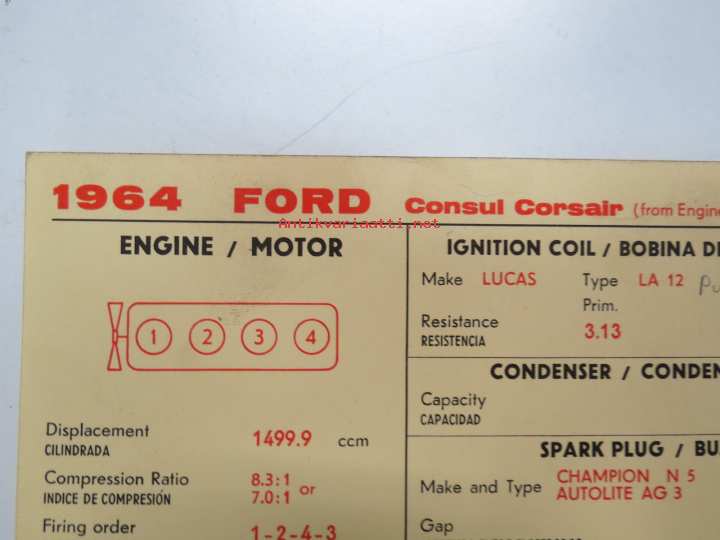 1964 FORD Consul Corsair (from Engine
Antikvariaatti.net
ENGINE / MOTOR
1 2 3 4
Displacement 1499.9 ccm
CILINDRADA
Compression Ratio 8.3:1 or
INDICE DE COMPRESIÓN 7.0:1
Firing order 1-2-4-3
IGNITION COIL / BOBINA D
Make LUCAS Type LA 12
Prim.
Resistance 3.13
RESISTENCIA
CONDENSER / CONDEN
Capacity
CAPACIDAD
SPARK PLUG / BU
CHAMPION N 5
Make and Type AUTOLITE AG 3
Gap